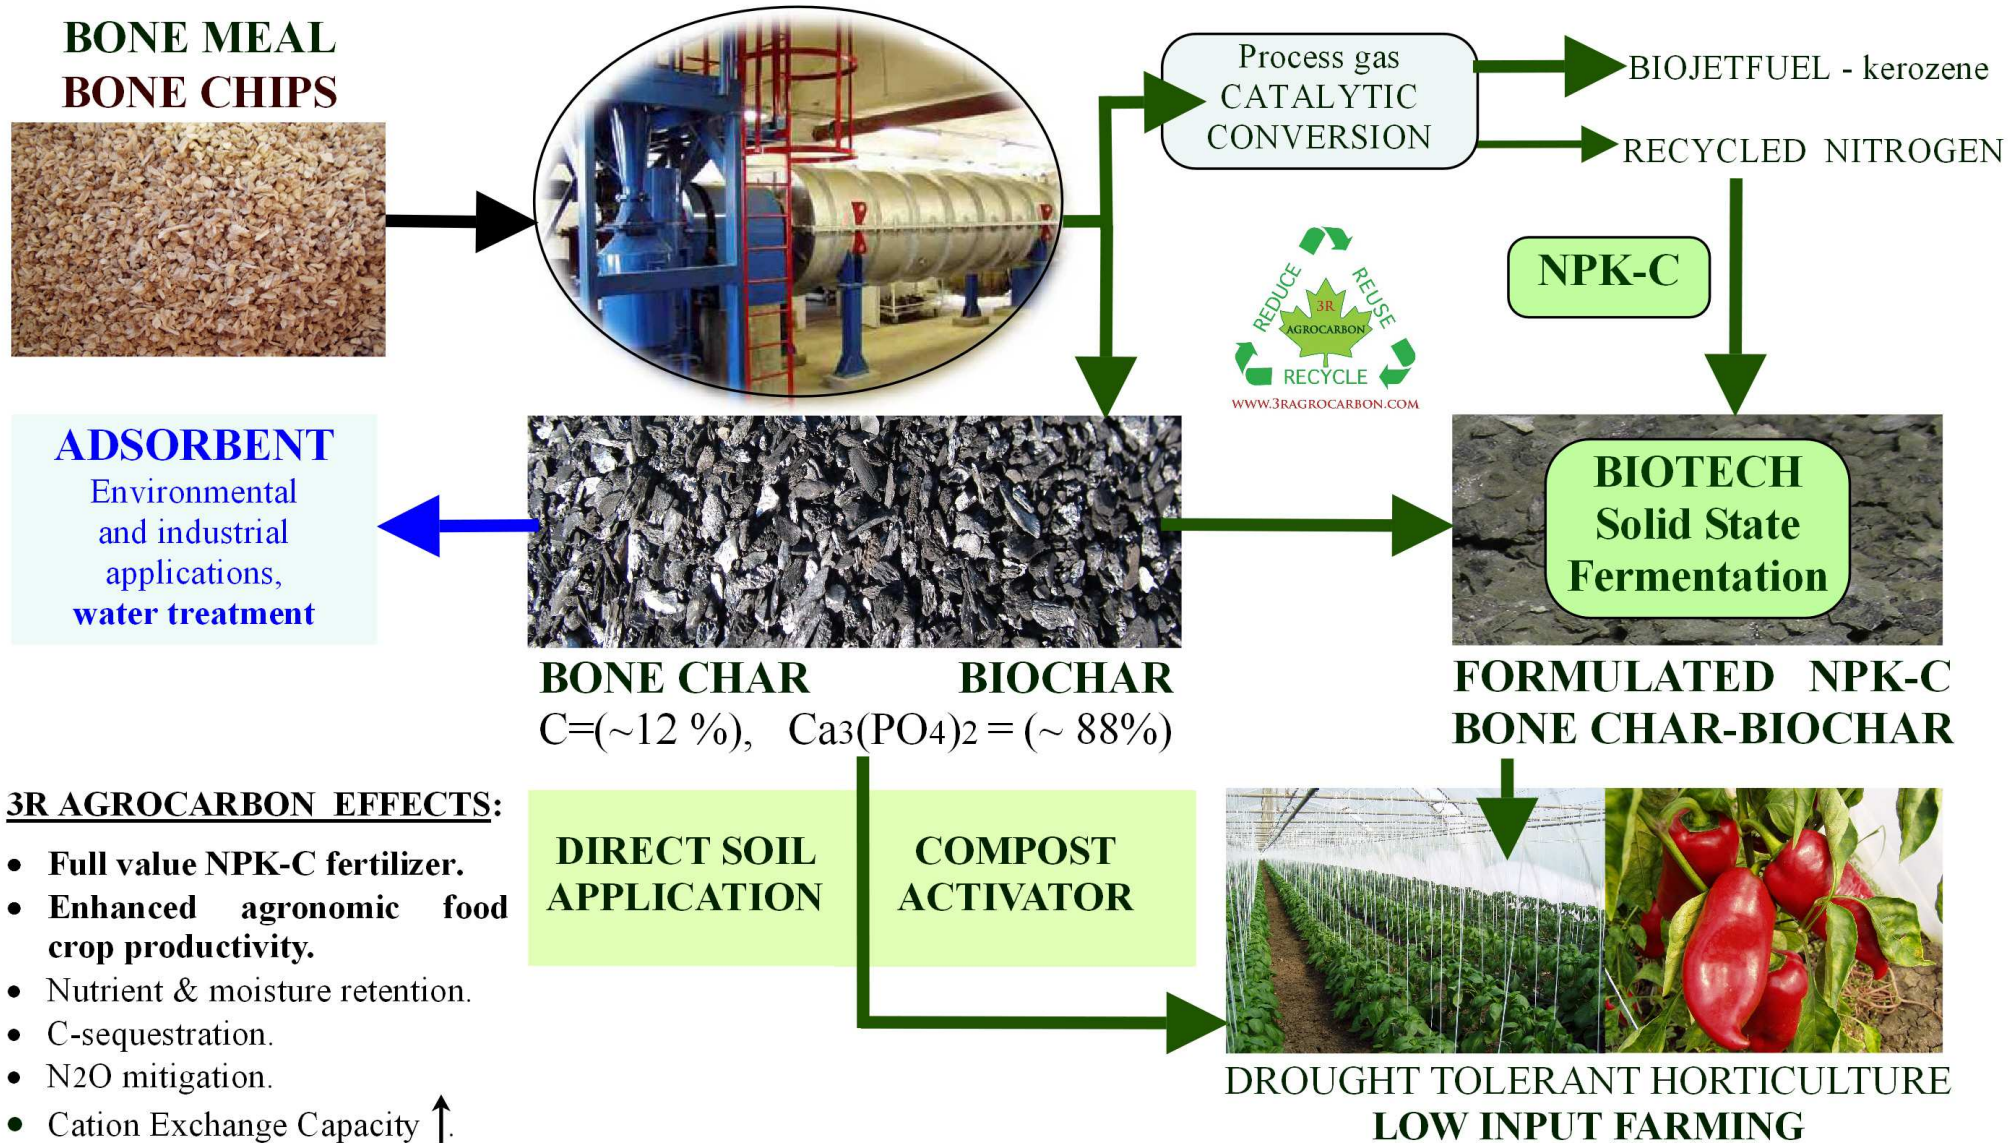 BONE MEAL
BONE CHIPS
Process gas
CATALYTIC
CONVERSION
BIOJETFUEL - kerozene
RECYCLED NITROGEN
NPK-C
REDUCE
REUSE
3R
AGROCARBON
RECYCLE
WWW.3RAGROCARBON.COM
ADSORBENT
Environmental
and industrial
applications,
water treatment
BIOTECH
Solid State
Fermentation
BONE CHAR BIOCHAR
C=(~12 %), Ca3(PO4)2 = (~ 88%)
FORMULATED NPK-C
BONE CHAR-BIOCHAR
3R AGROCARBON EFFECTS:
• Full value NPK-C fertilizer.
• Enhanced agronomic food
crop productivity.
• Nutrient & moisture retention.
• C-sequestration.
• N2O mitigation.
• Cation Exchange Capacity ↑.
DIRECT SOIL
APPLICATION
COMPOST
ACTIVATOR
DROUGHT TOLERANT HORTICULTURE
LOW INPUT FARMING